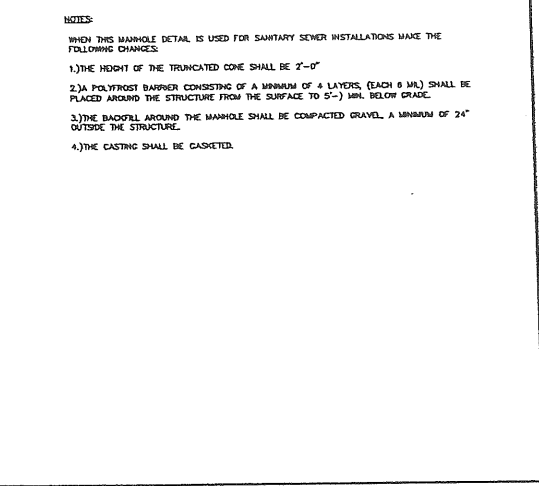 NOTES:
WHEN THIS MANHOLE DETAIL IS USED FOR SANITARY SEWER INSTALLATIONS MAKE THE
FOLLOWING CHANGES:
1.)THE HEIGHT OF THE TRUNCATED CONE SHALL BE 2'-0"
2.)A POLYFROST BARRIER CONSISTING OF A MINIMUM OF 4 LAYERS, (EACH 6 MIL) SHALL BE
PLACED AROUND THE STRUCTURE FROM THE SURFACE TO 5'-) MIN. BELOW GRADE.
3.)THE BACKFILL AROUND THE MANHOLE SHALL BE COMPACTED GRAVEL A MINIMUM OF 24"
OUTSIDE THE STRUCTURE.
4.)THE CASTING SHALL BE GASKETED.